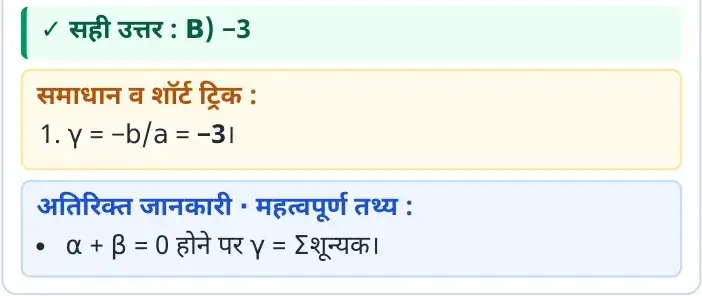 ✓ सही उत्तर : B) −3
समाधान व शॉर्ट ट्रिक :
1. γ = −b/a = −3।
अतिरिक्त जानकारी · महत्वपूर्ण तथ्य :
• α + β = 0 होने पर γ = Σशून्यक।